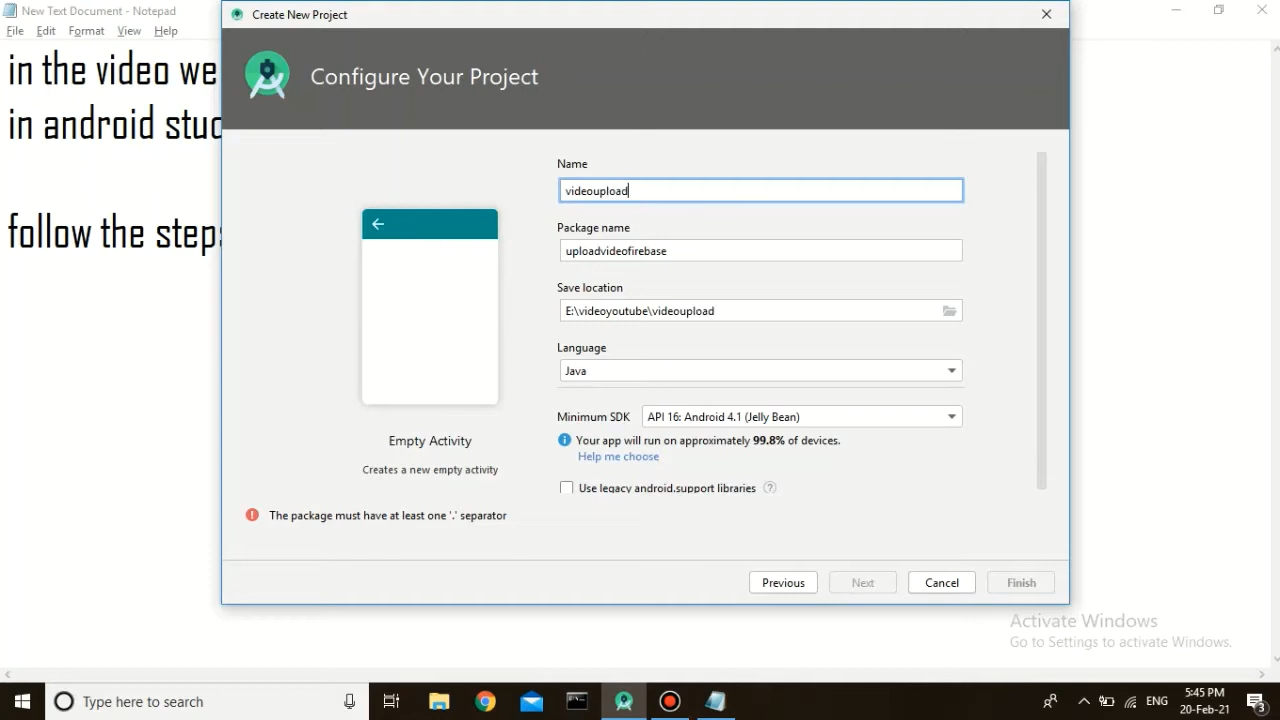 New Text Document - Notepad
File Edit Format View Help
in the video we
in android stud
follow the steps
Create New Project
Configure Your Project
Name
videoupload
Package name
uploadvideofirebase
Save location
E:\videoyoutube\videoupload
Language
Java
Minimum SDK API 16: Android 4.1 (Jelly Bean)
Your app will run on approximately 99.8% of devices.
Help me choose
Use legacy android.support libraries ?
Empty Activity
Creates a new empty activity
The package must have at least one '.' separator
Previous Next Cancel Finish
Activate Windows
Go to Settings to activate Windows.
Type here to search
ENG
5:45 PM
20-Feb-21
3